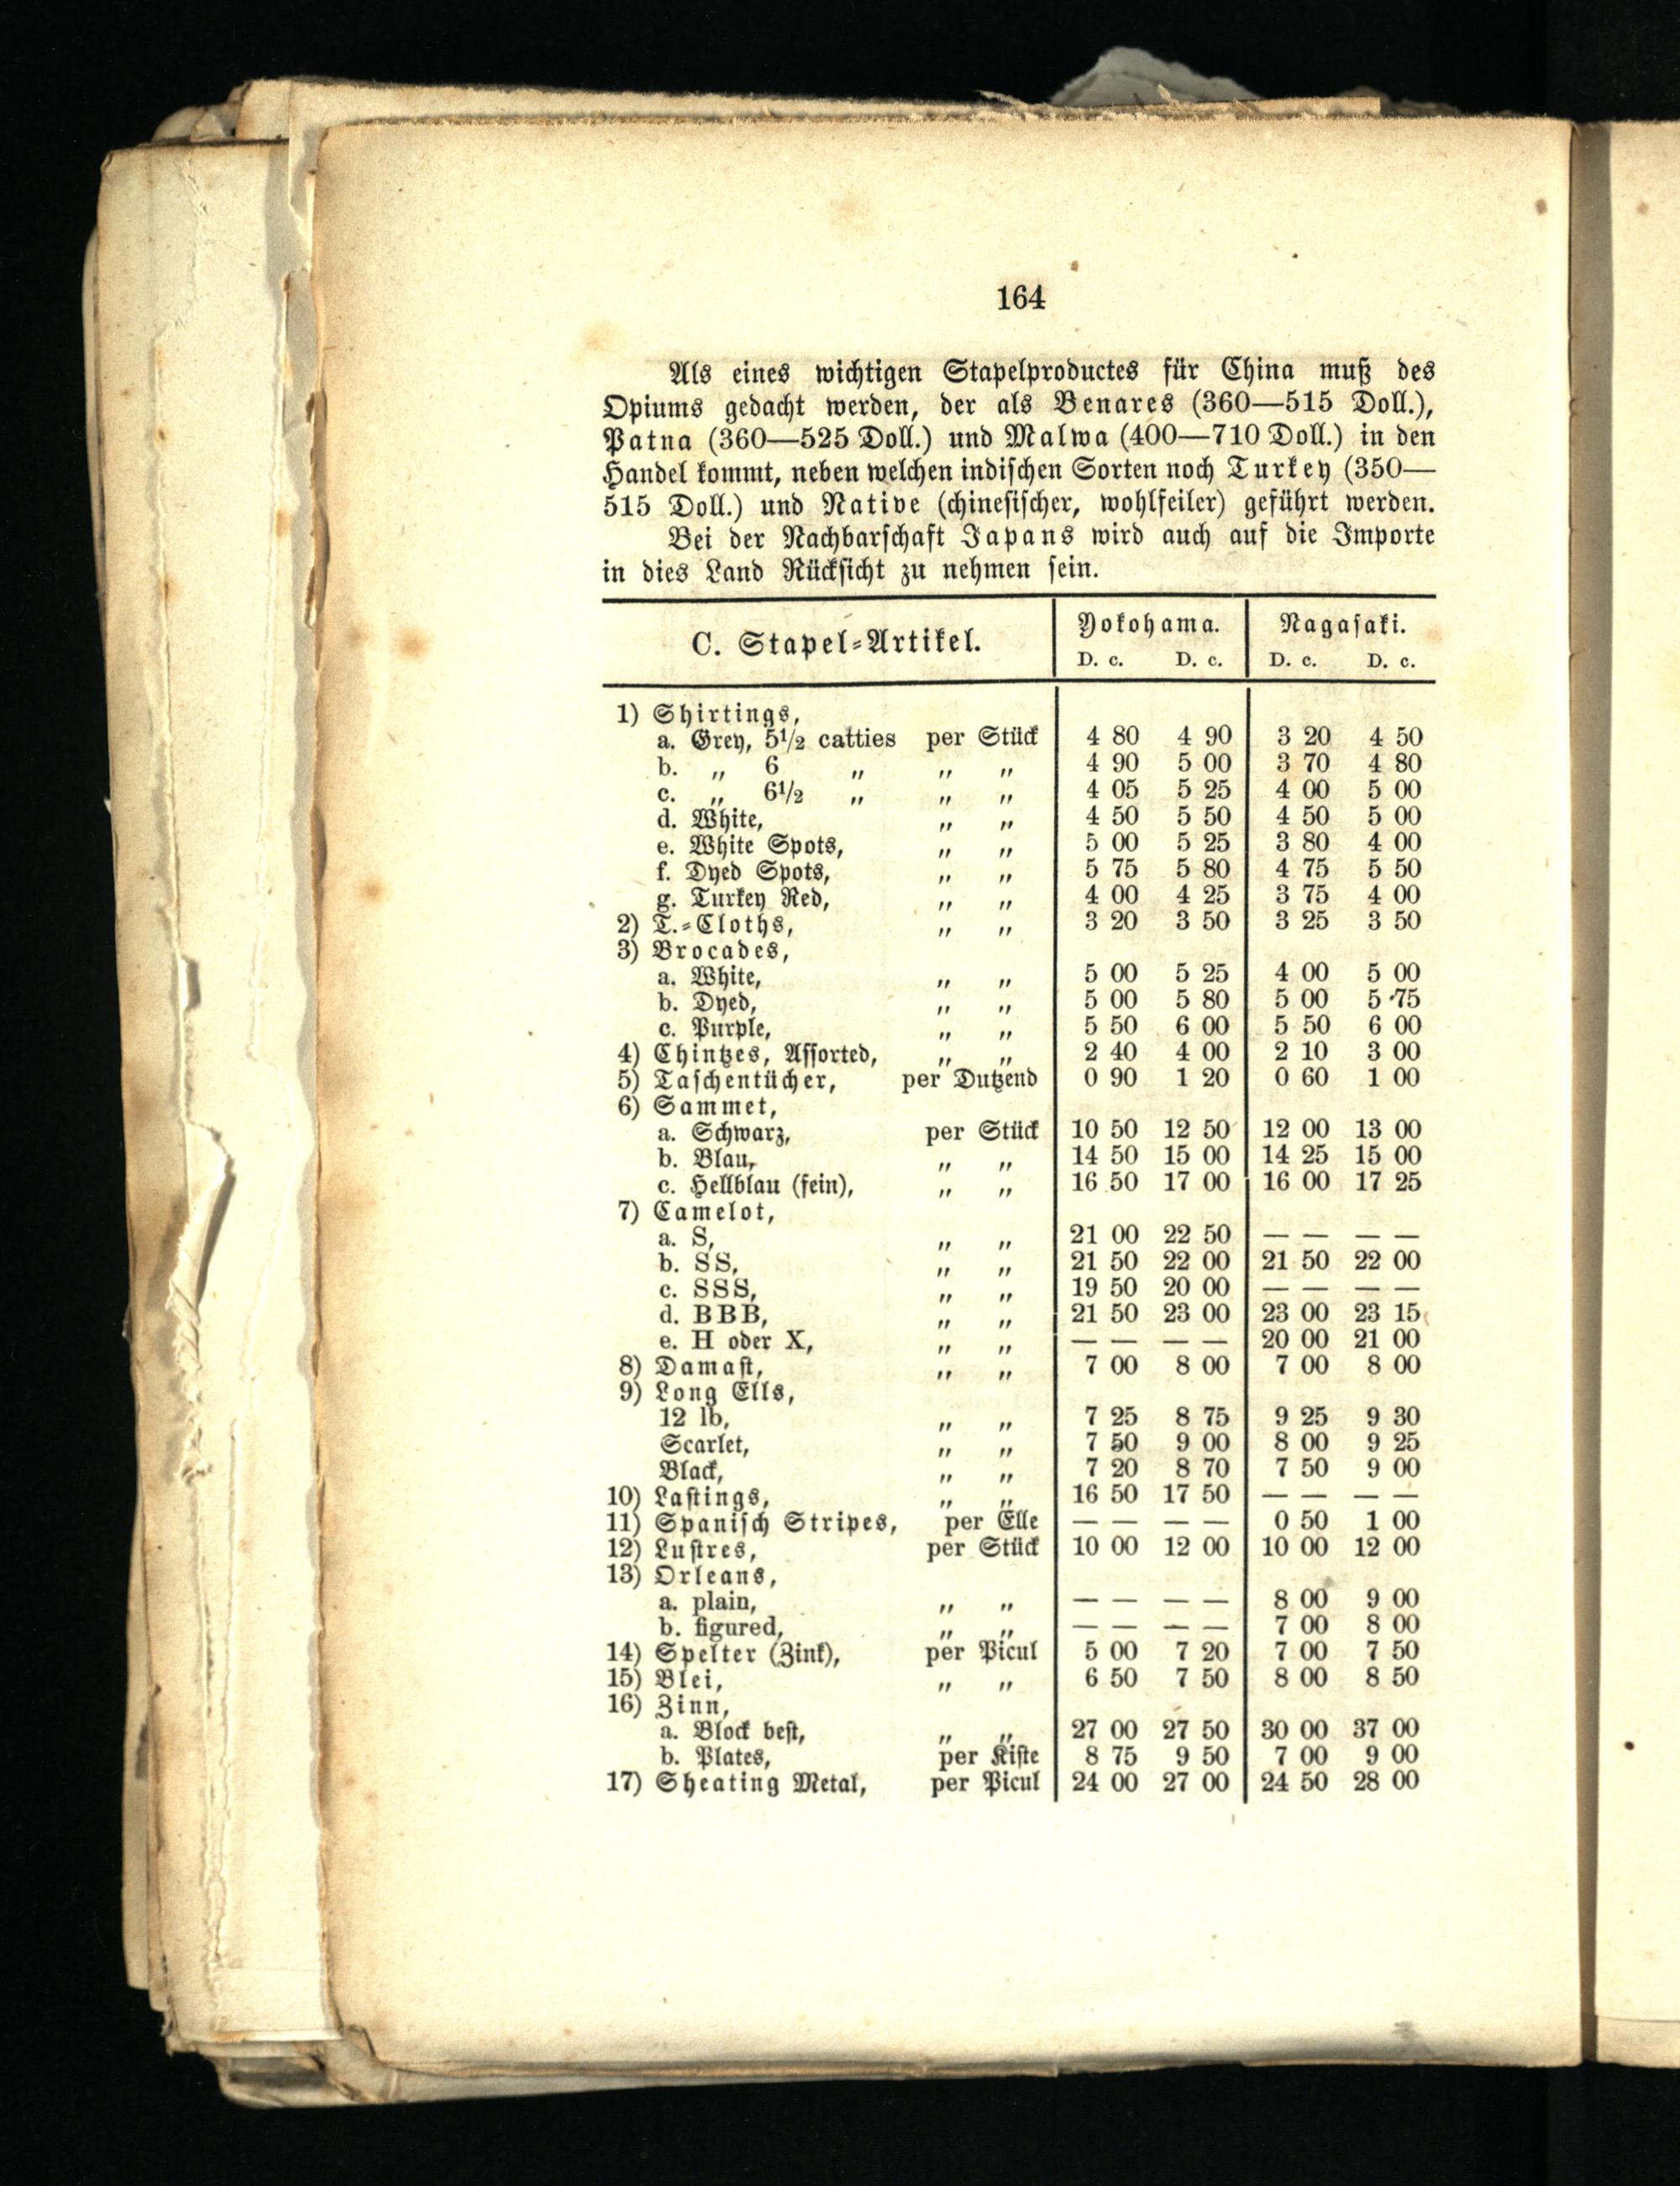 164
Als eines wichtigen Stapelproductes für China muß des
Opiums gedacht werden, der als Benares (360—515 Doll.),
Patna (360—525 Doll.) und Malwa (400—710 Doll.) in den
Handel kommt, neben welchen indischen Sorten noch Turkey (350—
515 Doll.) und Native (chinesischer, wohlfeiler) geführt werden.
Bei der Nachbarschaft Japans wird auch auf die Importe
in dies Land Rücksicht zu nehmen sein.
C. Stapel-Artikel. Yokohama. Nagasaki.
D. c. D. c. D. c. D. c.
1) Shirtings,
a. Grey, 5½ catties per Stück 4 80 4 90 3 20 4 50
b. „ 6 „ „ „ 4 90 5 00 3 70 4 80
c. „ 6½ „ „ „ 4 05 5 25 4 00 5 00
d. White, „ „ 4 50 5 50 4 50 5 00
e. White Spots, „ „ 5 00 5 25 3 80 4 00
f. Dyed Spots, „ „ 5 75 5 80 4 75 5 50
g. Turkey Red, „ „ 4 00 4 25 3 75 4 00
2) T.-Cloths, „ „ 3 20 3 50 3 25 3 50
3) Brocades,
a. White, „ „ 5 00 5 25 4 00 5 00
b. Dyed, „ „ 5 00 5 80 5 00 5 75
c. Purple, „ „ 5 50 6 00 5 50 6 00
4) Chintzes, Assorted, „ „ 2 40 4 00 2 10 3 00
5) Taschentücher, per Dutzend 0 90 1 20 0 60 1 00
6) Sammet,
a. Schwarz, per Stück 10 50 12 50 12 00 13 00
b. Blau, „ „ 14 50 15 00 14 25 15 00
c. Hellblau (fein), „ „ 16 50 17 00 16 00 17 25
7) Camelot,
a. S, „ „ 21 00 22 50 — — — —
b. SS, „ „ 21 50 22 00 21 50 22 00
c. SSS, „ „ 19 50 20 00 — — — —
d. BBB, „ „ 21 50 23 00 23 00 23 15
e. H oder X, „ „ — — — — 20 00 21 00
8) Damast, „ „ 7 00 8 00 7 00 8 00
9) Long Ells,
12 lb, „ „ 7 25 8 75 9 25 9 30
Scarlet, „ „ 7 50 9 00 8 00 9 25
Black, „ „ 7 20 8 70 7 50 9 00
10) Lastings, „ „ 16 50 17 50 — — — —
11) Spanisch Stripes, per Elle — — — — 0 50 1 00
12) Lustres, per Stück 10 00 12 00 10 00 12 00
13) Orleans,
a. plain, „ „ — — — — 8 00 9 00
b. figured, „ „ — — — — 7 00 8 00
14) Spelter (Zink), per Picul 5 00 7 20 7 00 7 50
15) Blei, „ „ 6 50 7 50 8 00 8 50
16) Zinn,
a. Block best, „ „ 27 00 27 50 30 00 37 00
b. Plates, per Kiste 8 75 9 50 7 00 9 00
17) Sheating Metal, per Picul 24 00 27 00 24 50 28 00